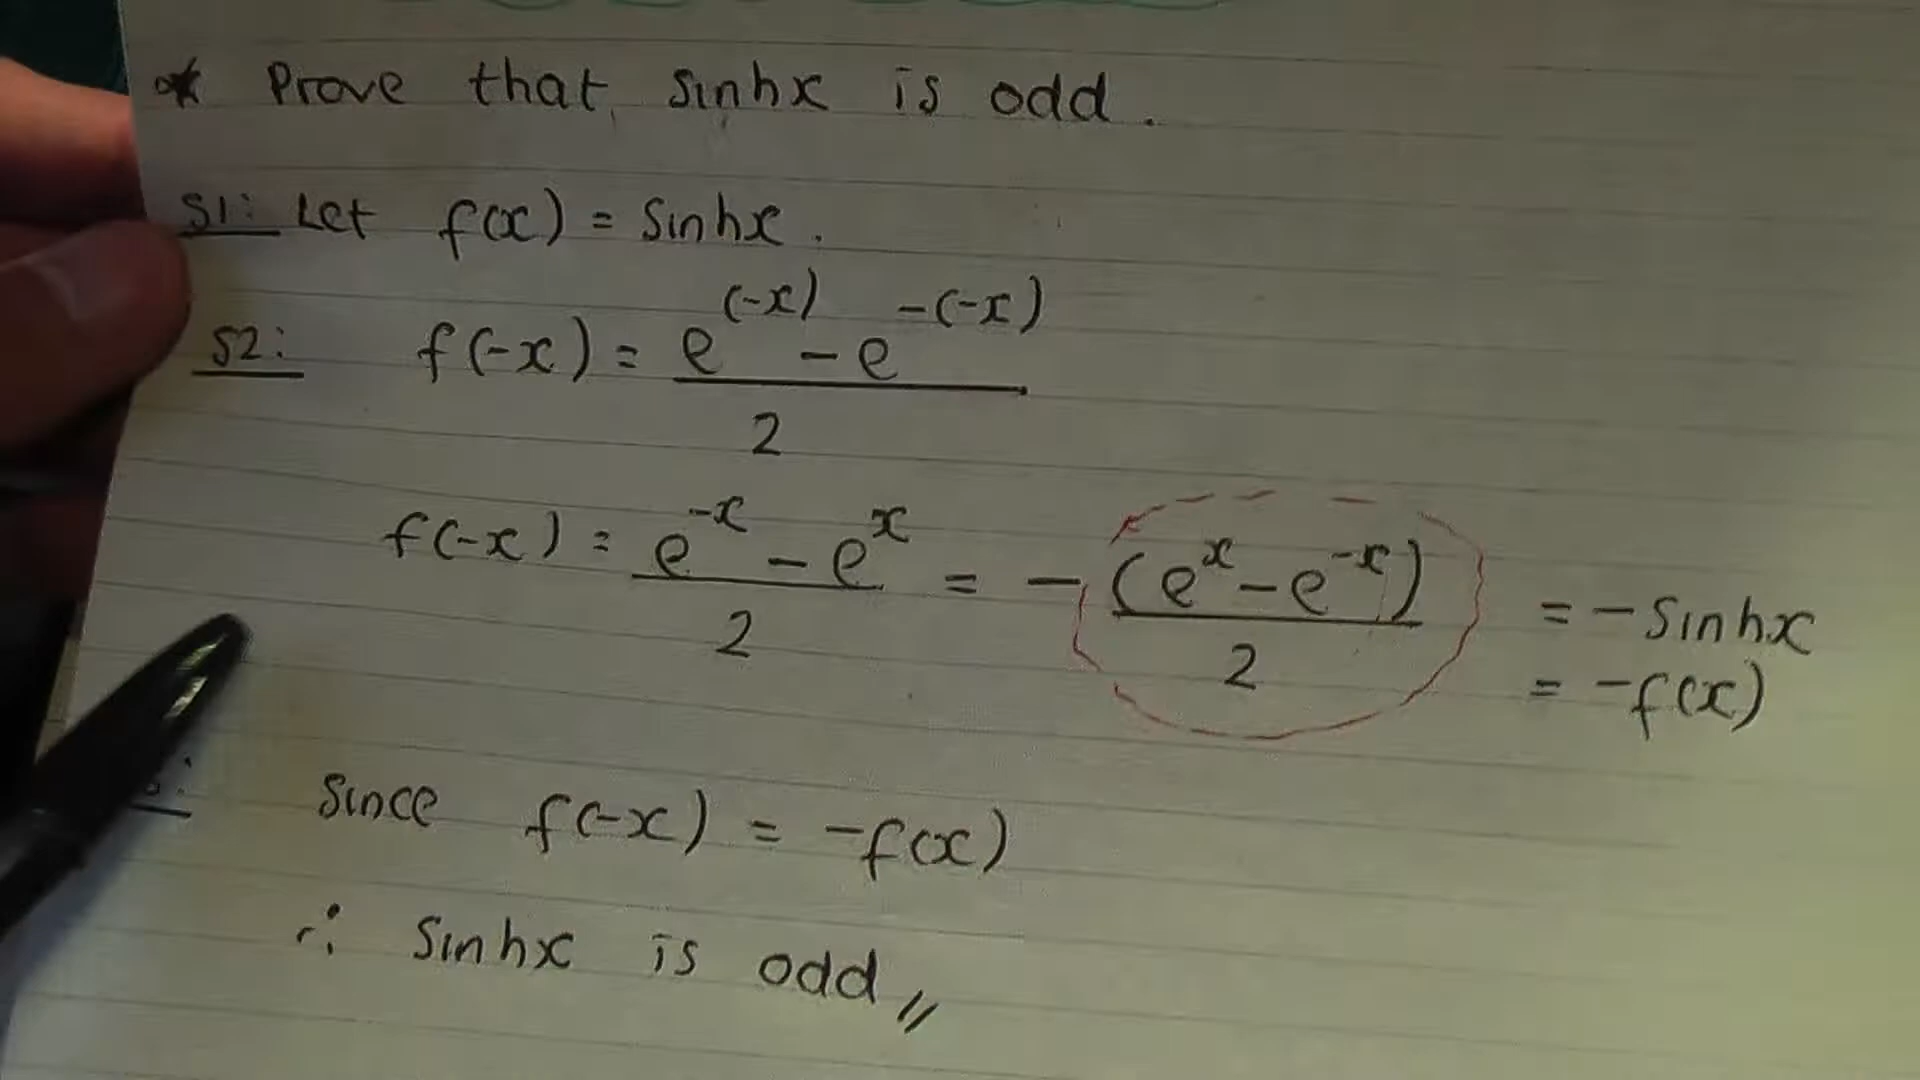 * Prove that sinhx is odd.
S1: Let f(x) = sinhx.
S2: f(-x) = (e^(-x) - e^-(-x)) / 2
f(-x) = (e^-x - e^x) / 2 = -(e^x - e^-x) / 2 = -sinhx
= -f(x)
Since f(-x) = -f(x)
∴ sinhx is odd //